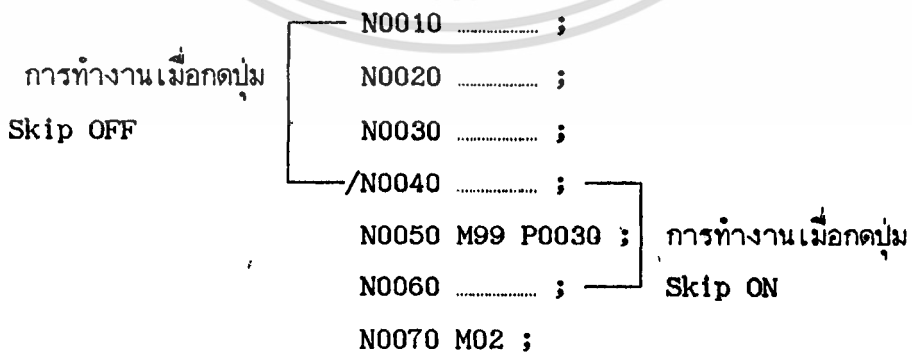 N0010 ................ ;
การทำงานเมื่อกดปุ่ม N0020 ................ ;
Skip OFF N0030 ................ ;
/N0040 ................ ;
N0050 M99 P0030 ; การทำงานเมื่อกดปุ่ม
N0060 ................ ; Skip ON
N0070 M02 ;